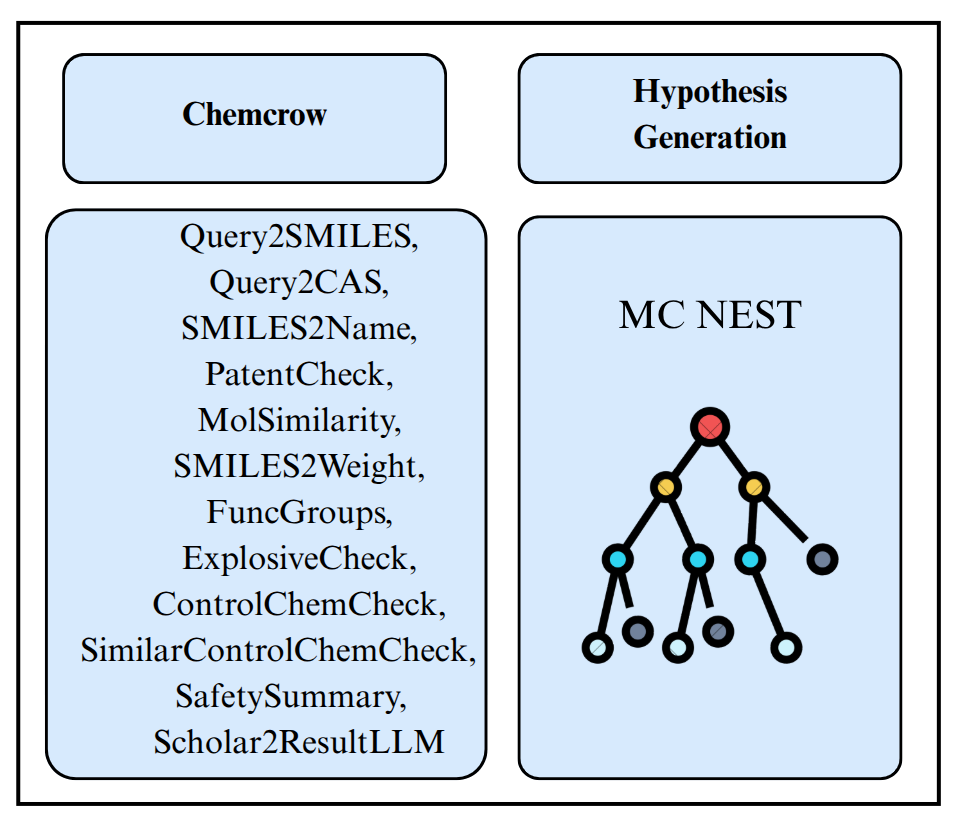 Chemcrow
Query2SMILES,
Query2CAS,
SMILES2Name,
PatentCheck,
MolSimilarity,
SMILES2Weight,
FuncGroups,
ExplosiveCheck,
ControlChemCheck,
SimilarControlChemCheck,
SafetySummary,
Scholar2ResultLLM
Hypothesis
Generation
MC NEST